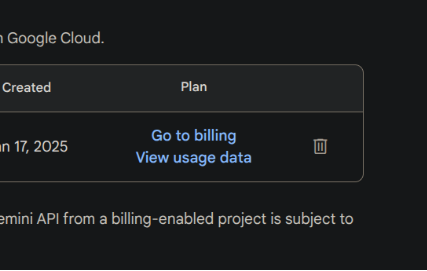 Google Cloud.
Created
Plan
17, 2025
Go to billing
View usage data
API from a billing-enabled project is subject to